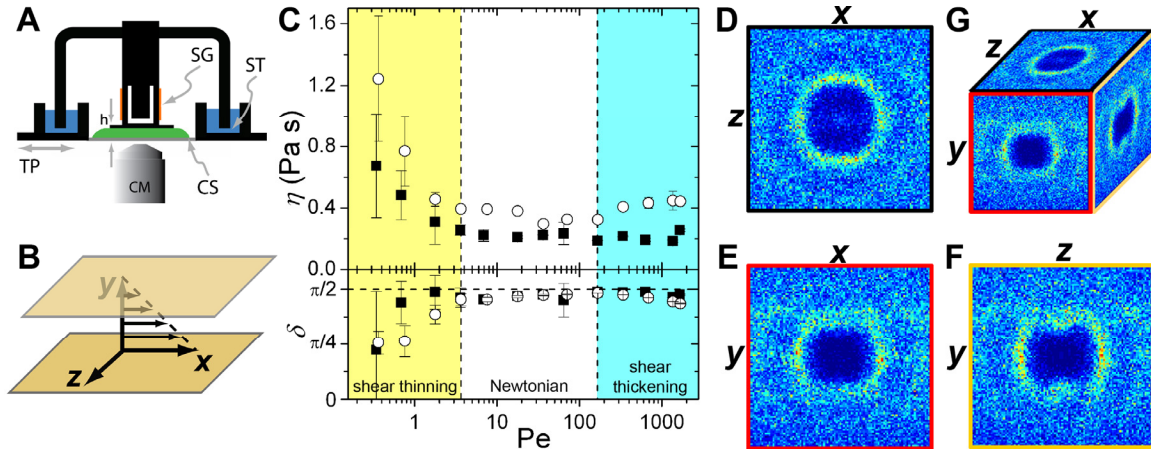 A
SG
ST
h
TP
CM
CS
B
y
x
z
C
η (Pa s)
1.6
1.2
0.8
0.4
0.0
δ
π/2
π/4
shear thinning
Newtonian
shear
thickening
1
10
100
1000
Pe
D
x
z
G
x
z
y
E
x
y
F
z
y